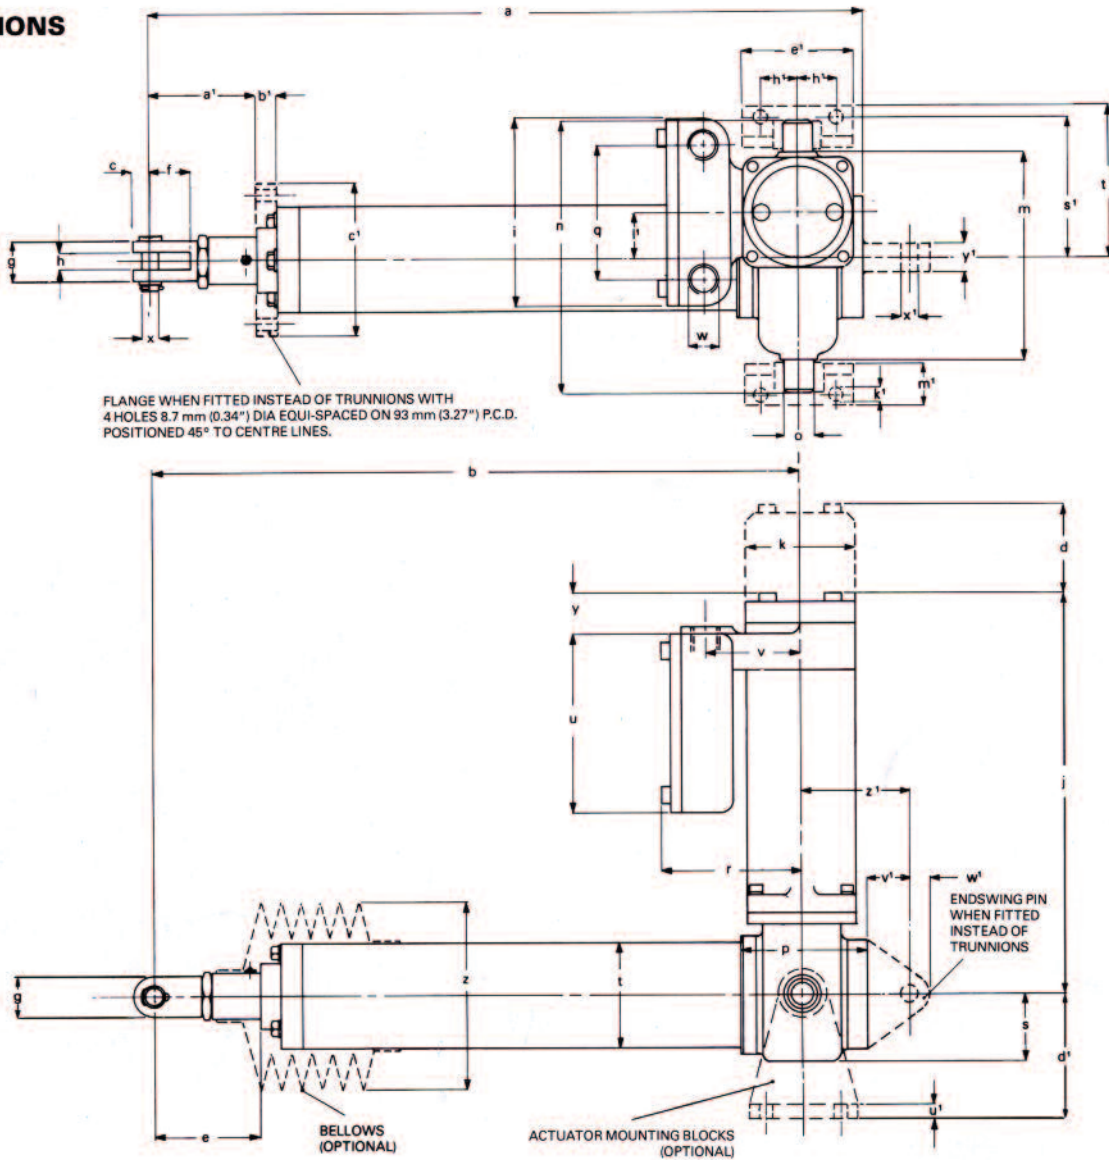 IONS
a
e¹
h¹ h¹
a¹ b¹
c f
t
s¹
i n q l¹
m
c¹
g h
y¹
x¹
x
w
m¹
k¹
o
FLANGE WHEN FITTED INSTEAD OF TRUNNIONS WITH
4 HOLES 8.7 mm (0.34") DIA EQUI-SPACED ON 93 mm (3.27") P.C.D.
POSITIONED 45° TO CENTRE LINES.
b
d
k
y
v
u
j
z¹
r
v¹ w¹
ENDSWING PIN
WHEN FITTED
INSTEAD OF
TRUNNIONS
p
g
z
t
s
d¹
u¹
e
BELLOWS
(OPTIONAL)
ACTUATOR MOUNTING BLOCKS
(OPTIONAL)